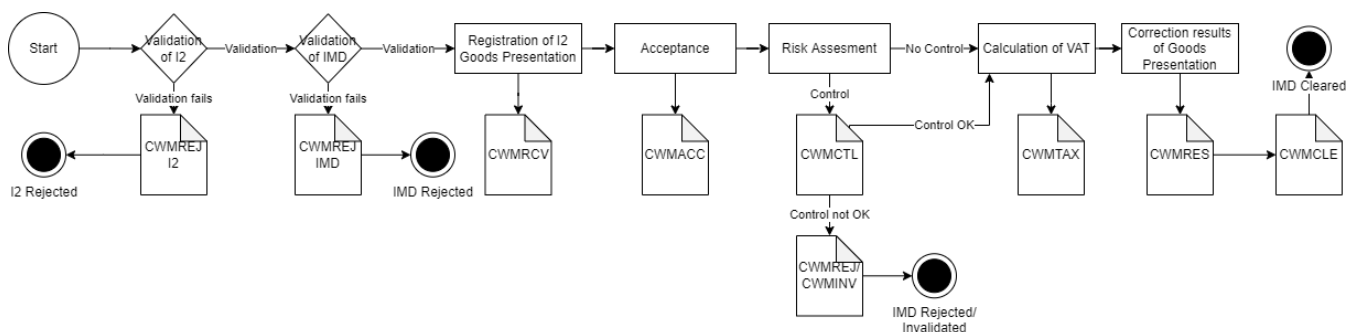 Start
Validation
of I2
Validation
Validation
of IMD
Validation
Registration of I2
Goods Presentation
Acceptance
Risk Assesment
No Control
Calculation of VAT
Correction results
of Goods
Presentation
IMD Cleared
Validation fails
Validation fails
Control
CWMREJ
I2
I2 Rejected
CWMREJ
IMD
IMD Rejected
CWMRCV
CWMACC
CWMCTL
Control OK
CWMTAX
CWMRES
CWMCLE
Control not OK
CWMREJ/
CWMINV
IMD Rejected/
Invalidated